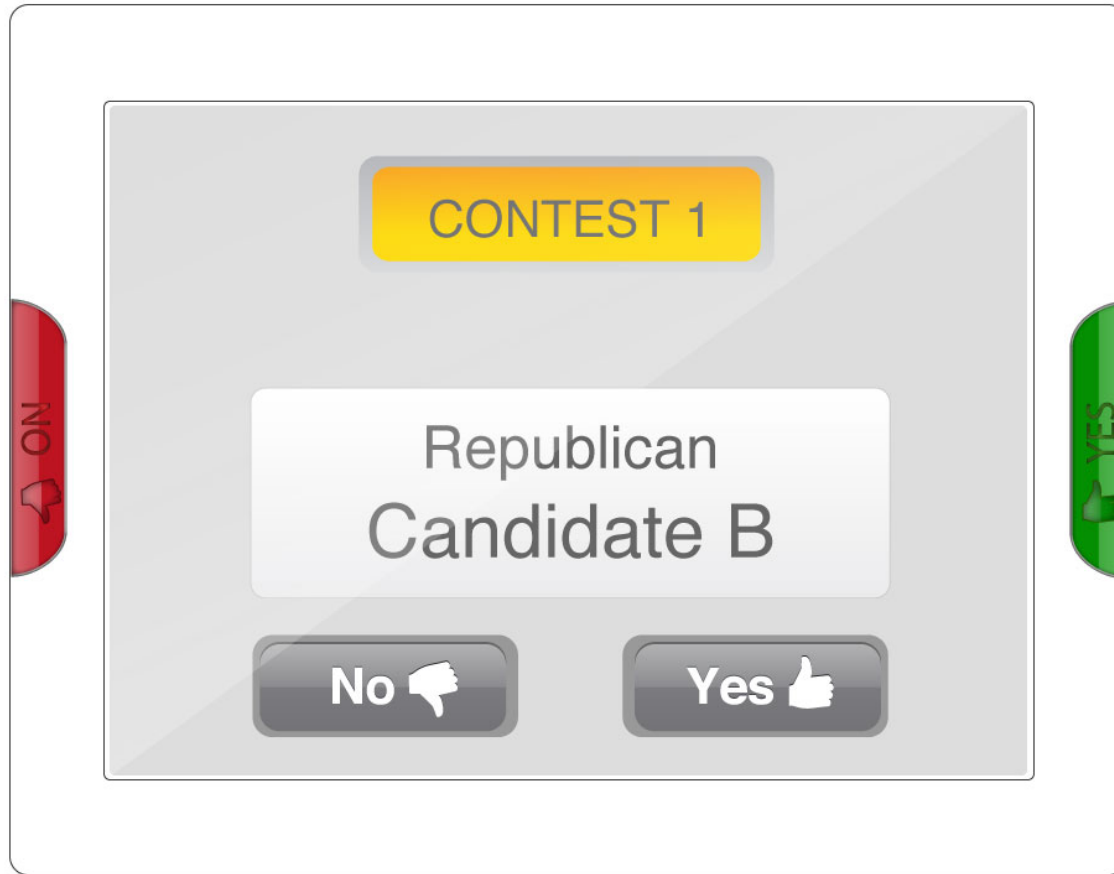 CONTEST 1
NO
YES
Republican
Candidate B
No
Yes